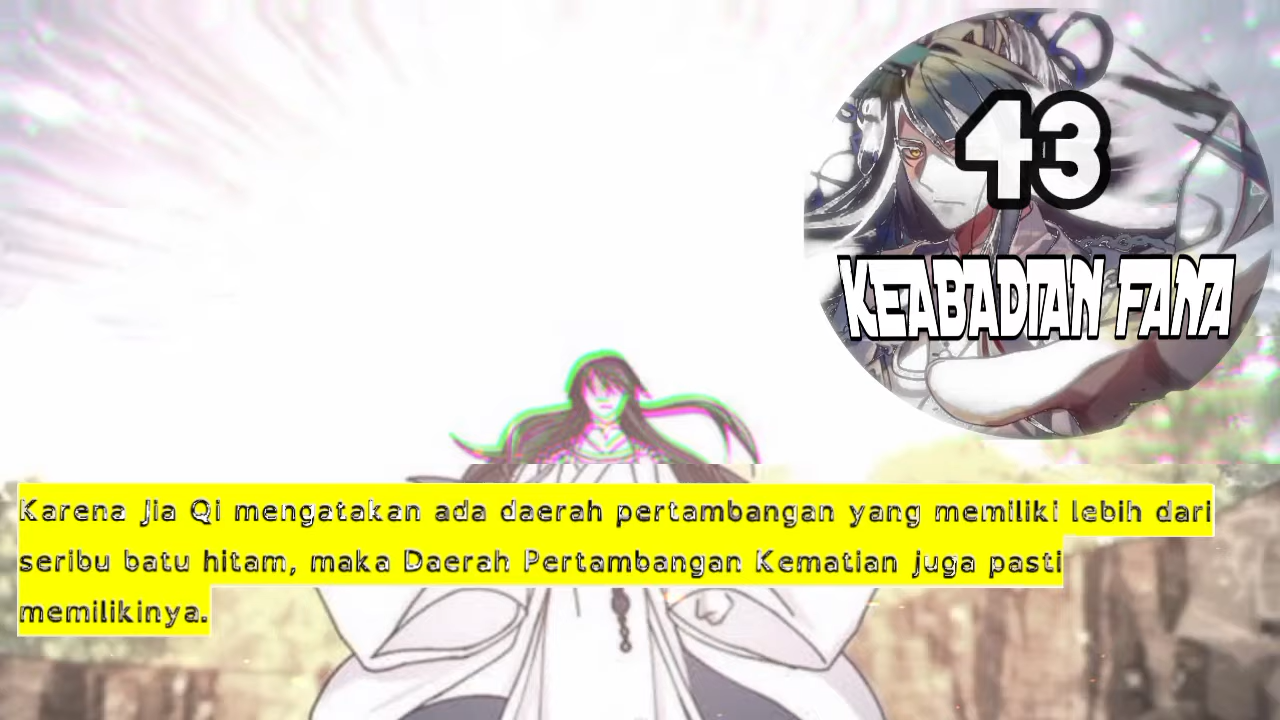 43
KEABADIAN FANA
Karena Jia Qi mengatakan ada daerah pertambangan yang memiliki lebih dari
seribu batu hitam, maka Daerah Pertambangan Kematian juga pasti
memilikinya.